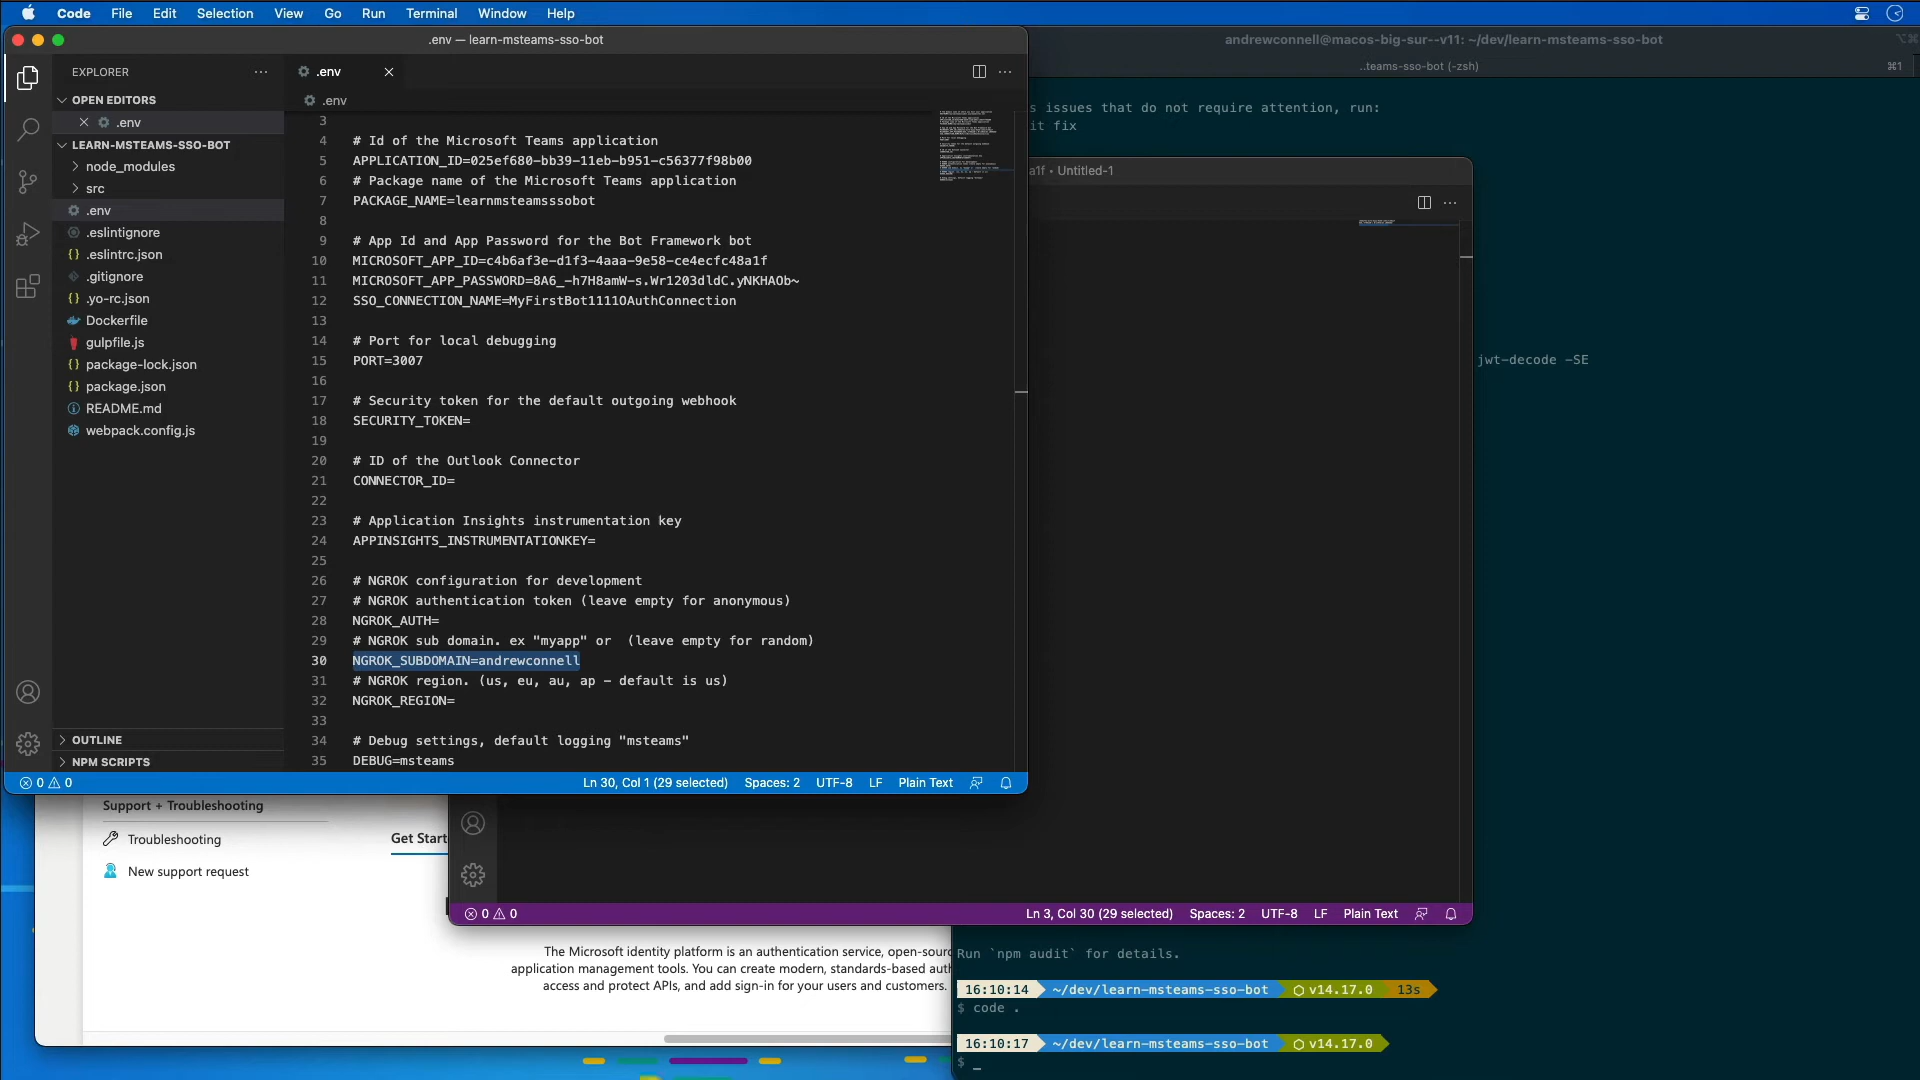 Code File Edit Selection View Go Run Terminal Window Help
.env — learn-msteams-sso-bot
EXPLORER
OPEN EDITORS
.env
LEARN-MSTEAMS-SSO-BOT
node_modules
src
.env
.eslintignore
.eslintrc.json
.gitignore
.yo-rc.json
Dockerfile
gulpfile.js
package-lock.json
package.json
README.md
webpack.config.js
OUTLINE
NPM SCRIPTS
.env
.env
3
4 # Id of the Microsoft Teams application
5 APPLICATION_ID=025ef680-bb39-11eb-b951-c56377f98b00
6 # Package name of the Microsoft Teams application
7 PACKAGE_NAME=learnmsteamsssobot
8
9 # App Id and App Password for the Bot Framework bot
10 MICROSOFT_APP_ID=c4b6af3e-d1f3-4aaa-9e58-ce4ecfc48a1f
11 MICROSOFT_APP_PASSWORD=8A6_-h7H8amW-s.Wr1203dldC.yNKHAOb~
12 SSO_CONNECTION_NAME=MyFirstBot1111OAuthConnection
13
14 # Port for local debugging
15 PORT=3007
16
17 # Security token for the default outgoing webhook
18 SECURITY_TOKEN=
19
20 # ID of the Outlook Connector
21 CONNECTOR_ID=
22
23 # Application Insights instrumentation key
24 APPINSIGHTS_INSTRUMENTATIONKEY=
25
26 # NGROK configuration for development
27 # NGROK authentication token (leave empty for anonymous)
28 NGROK_AUTH=
29 # NGROK sub domain. ex "myapp" or  (leave empty for random)
30 NGROK_SUBDOMAIN=andrewconnell
31 # NGROK region. (us, eu, au, ap - default is us)
32 NGROK_REGION=
33
34 # Debug settings, default logging "msteams"
35 DEBUG=msteams
0 0 Ln 30, Col 1 (29 selected) Spaces: 2 UTF-8 LF Plain Text
andrewconnell@macos-big-sur--v11: ~/dev/learn-msteams-sso-bot
..teams-sso-bot (-zsh) ⌘1
s issues that do not require attention, run:
it fix
a1f • Untitled-1
jwt-decode -SE
0 0 Ln 3, Col 30 (29 selected) Spaces: 2 UTF-8 LF Plain Text
Support + Troubleshooting
Troubleshooting
New support request
Get Start
The Microsoft identity platform is an authentication service, open-sourc
application management tools. You can create modern, standards-based auth
access and protect APIs, and add sign-in for your users and customers.
Run `npm audit` for details.
16:10:14 ~/dev/learn-msteams-sso-bot v14.17.0 13s
$ code .
16:10:17 ~/dev/learn-msteams-sso-bot v14.17.0
$ _